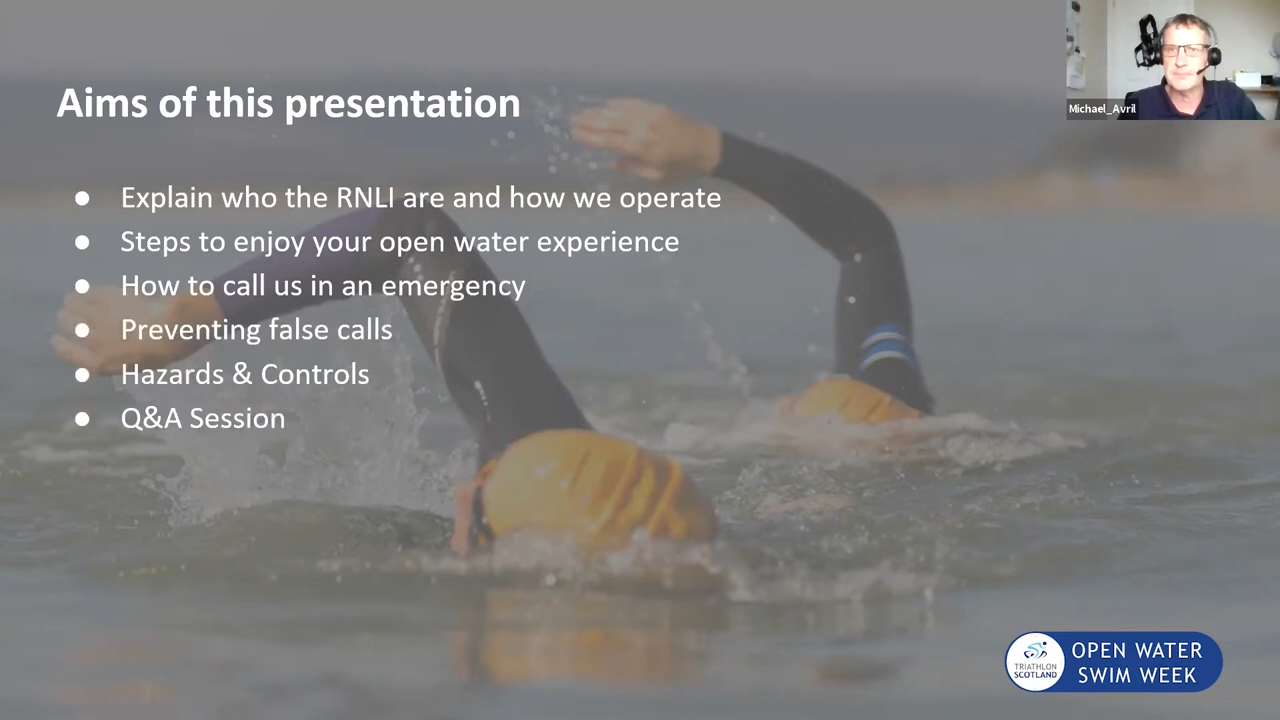 Aims of this presentation
Michael_Avril
● Explain who the RNLI are and how we operate
● Steps to enjoy your open water experience
● How to call us in an emergency
● Preventing false calls
● Hazards & Controls
● Q&A Session
TRIATHLON
SCOTLAND
OPEN WATER
SWIM WEEK